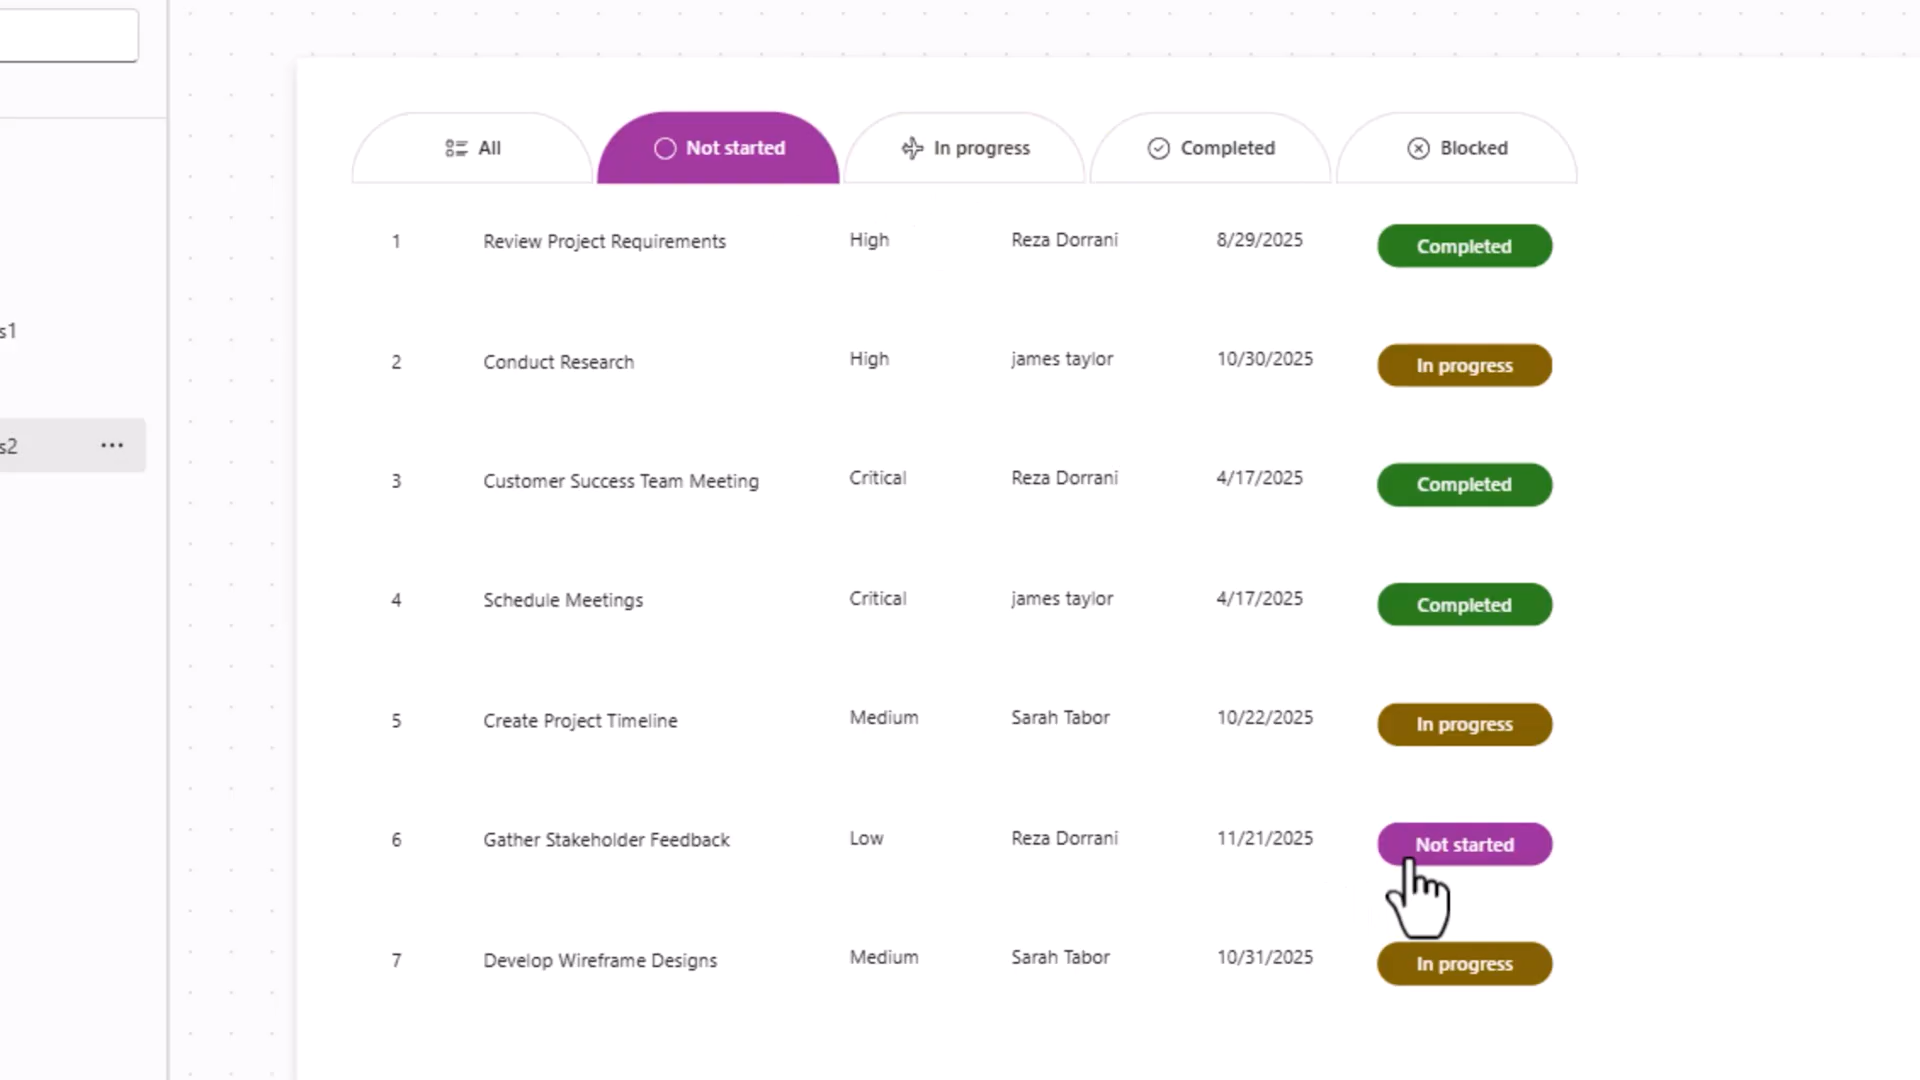 All Not started In progress Completed Blocked
1 Review Project Requirements High Reza Dorrani 8/29/2025 Completed
s1
2 Conduct Research High james taylor 10/30/2025 In progress
s2 ...
3 Customer Success Team Meeting Critical Reza Dorrani 4/17/2025 Completed
4 Schedule Meetings Critical james taylor 4/17/2025 Completed
5 Create Project Timeline Medium Sarah Tabor 10/22/2025 In progress
6 Gather Stakeholder Feedback Low Reza Dorrani 11/21/2025 Not started
7 Develop Wireframe Designs Medium Sarah Tabor 10/31/2025 In progress